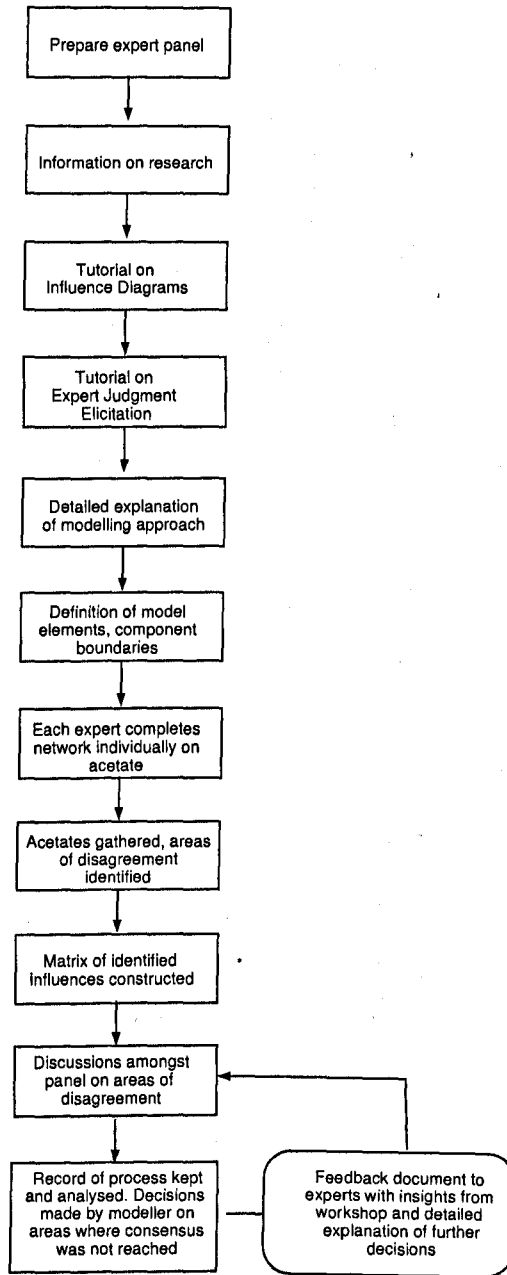 Prepare expert panel
Information on research
Tutorial on
Influence Diagrams
Tutorial on
Expert Judgment
Elicitation
Detailed explanation
of modelling approach
Definition of model
elements, component
boundaries
Each expert completes
network individually on
acetate
Acetates gathered, areas
of disagreement
identified
Matrix of identified
influences constructed
Discussions amongst
panel on areas of
disagreement
Record of process kept
and analysed. Decisions
made by modeller on
areas where consensus
was not reached
Feedback document to
experts with insights from
workshop and detailed
explanation of further
decisions